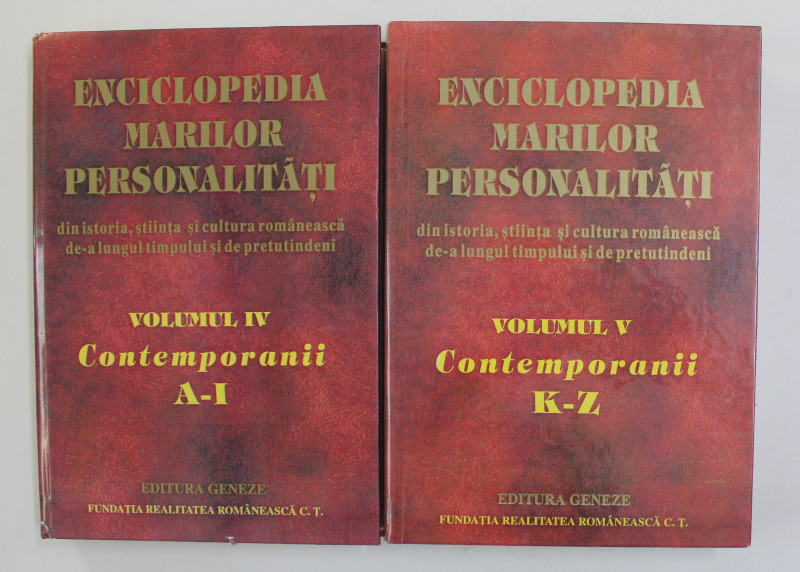 ENCICLOPEDIA
MARILOR
PERSONALITĂȚI
din istoria, știința și cultura românească
de-a lungul timpului și de pretutindeni
VOLUMUL IV
Contemporanii
A-I
EDITURA GENEZE
FUNDAȚIA REALITATEA ROMÂNEASCĂ C. Ț.
ENCICLOPEDIA
MARILOR
PERSONALITĂȚI
din istoria, știința și cultura românească
de-a lungul timpului și de pretutindeni
VOLUMUL V
Contemporanii
K-Z
EDITURA GENEZE
FUNDAȚIA REALITATEA ROMÂNEASCĂ C. Ț.